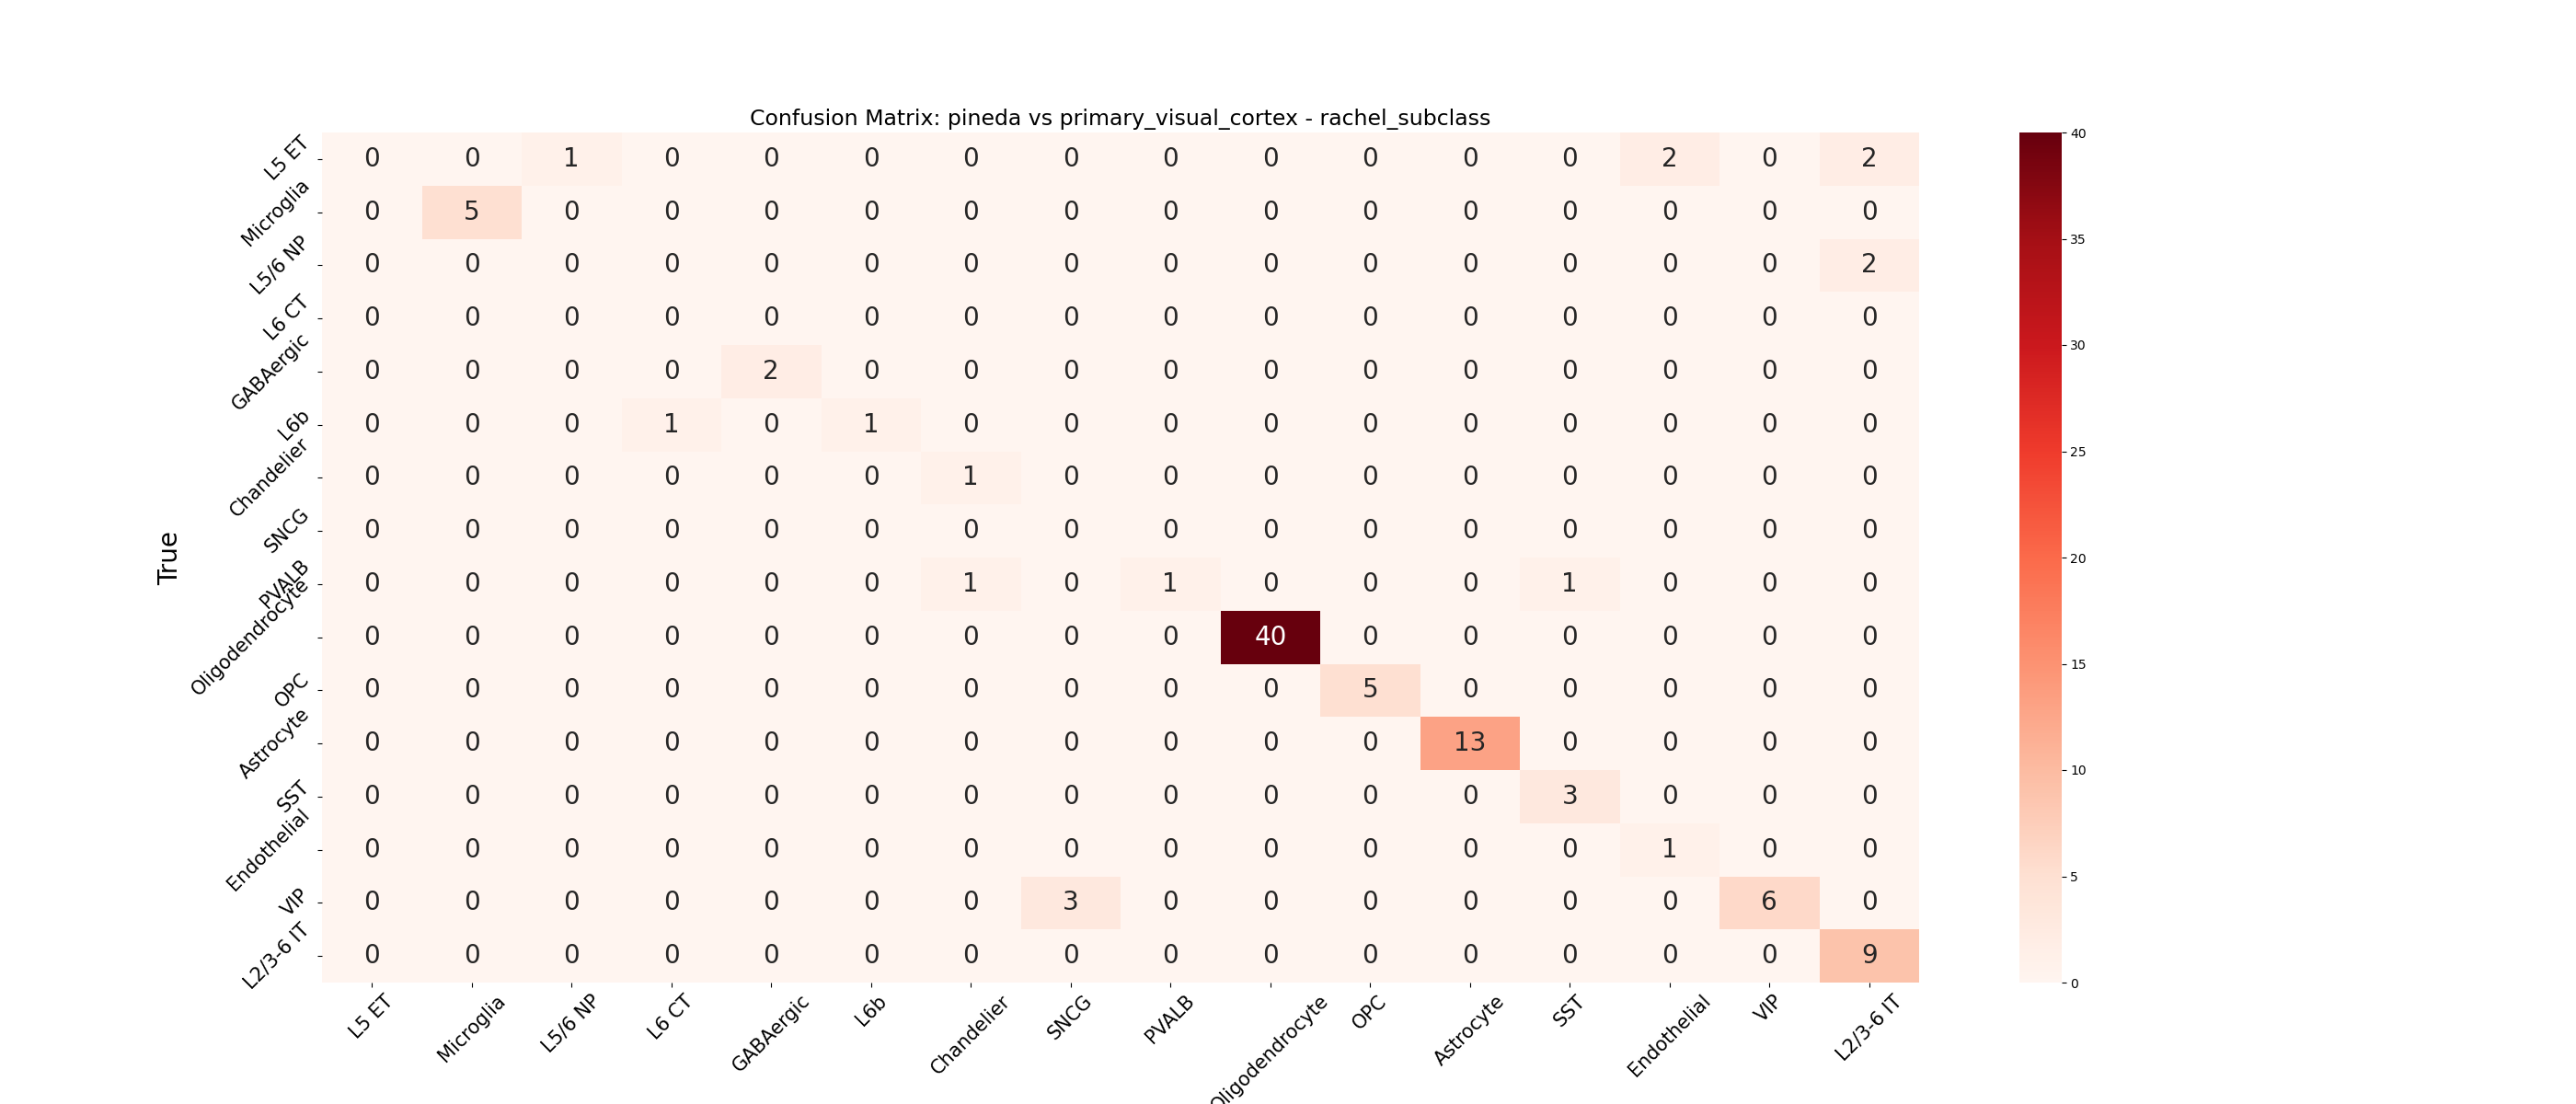 Confusion Matrix: pineda vs primary_visual_cortex - rachel_subclass
True
L5 ET 0 0 1 0 0 0 0 0 0 0 0 0 0 2 0 2
Microglia 0 5 0 0 0 0 0 0 0 0 0 0 0 0 0 0
L5/6 NP 0 0 0 0 0 0 0 0 0 0 0 0 0 0 0 2
L6 CT 0 0 0 0 0 0 0 0 0 0 0 0 0 0 0 0
GABAergic 0 0 0 0 2 0 0 0 0 0 0 0 0 0 0 0
L6b 0 0 0 1 0 1 0 0 0 0 0 0 0 0 0 0
Chandelier 0 0 0 0 0 0 1 0 0 0 0 0 0 0 0 0
SNCG 0 0 0 0 0 0 0 0 0 0 0 0 0 0 0 0
PVALB 0 0 0 0 0 0 1 0 1 0 0 0 1 0 0 0
Oligodendrocyte 0 0 0 0 0 0 0 0 0 40 0 0 0 0 0 0
OPC 0 0 0 0 0 0 0 0 0 0 5 0 0 0 0 0
Astrocyte 0 0 0 0 0 0 0 0 0 0 0 13 0 0 0 0
SST 0 0 0 0 0 0 0 0 0 0 0 0 3 0 0 0
Endothelial 0 0 0 0 0 0 0 0 0 0 0 0 0 1 0 0
VIP 0 0 0 0 0 0 0 3 0 0 0 0 0 0 6 0
L2/3-6 IT 0 0 0 0 0 0 0 0 0 0 0 0 0 0 0 9
L5 ET Microglia L5/6 NP L6 CT GABAergic L6b Chandelier SNCG PVALB Oligodendrocyte OPC Astrocyte SST Endothelial VIP L2/3-6 IT
40
35
30
25
20
15
10
5
0